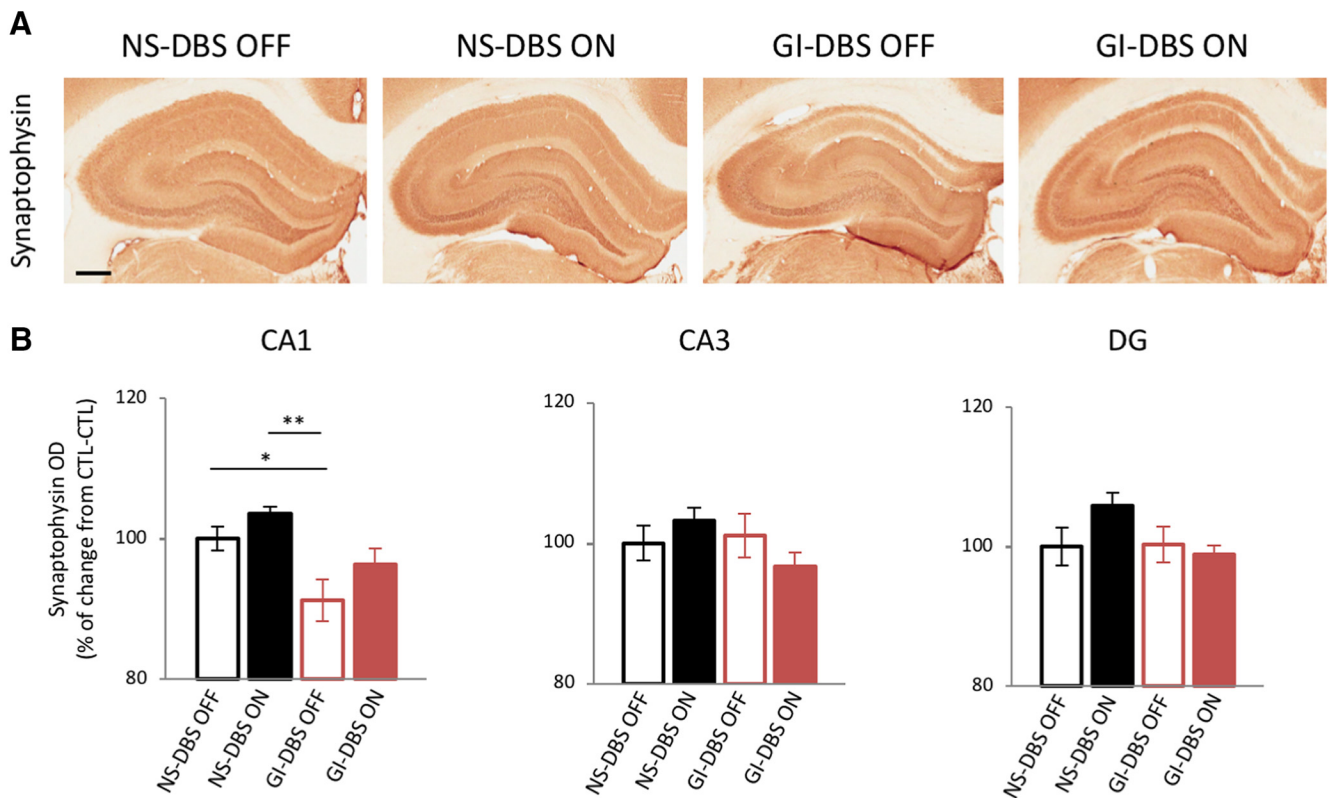 A
NS-DBS OFF
NS-DBS ON
GI-DBS OFF
GI-DBS ON
Synaptophysin
B
CA1
CA3
DG
Synaptophysin OD
(% of change from CTL-CTL)
120
100
80
**
*
NS-DBS OFF
NS-DBS ON
GI-DBS OFF
GI-DBS ON
120
100
80
NS-DBS OFF
NS-DBS ON
GI-DBS OFF
GI-DBS ON
120
100
80
NS-DBS OFF
NS-DBS ON
GI-DBS OFF
GI-DBS ON